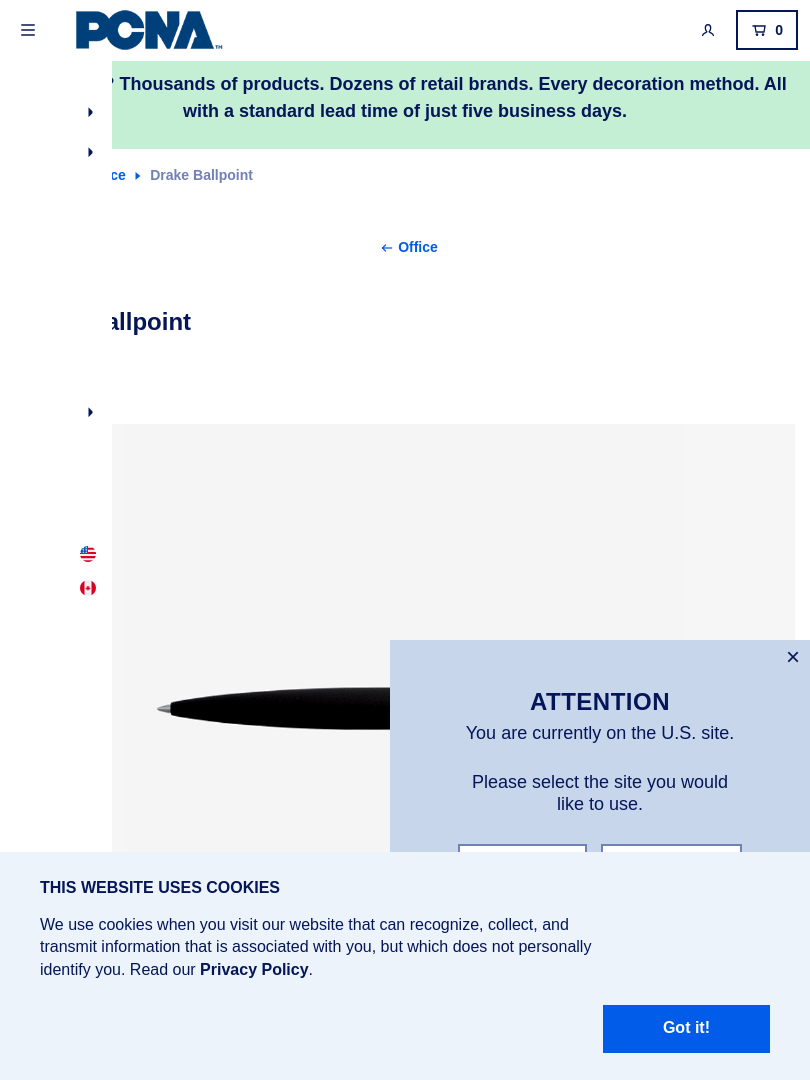 PCNA™
0
? Thousands of products. Dozens of retail brands. Every decoration method. All
with a standard lead time of just five business days.
Drake Ballpoint
Office
ATTENTION
You are currently on the U.S. site.
Please select the site you would
like to use.
THIS WEBSITE USES COOKIES
We use cookies when you visit our website that can recognize, collect, and
transmit information that is associated with you, but which does not personally
identify you. Read our Privacy Policy.
Got it!